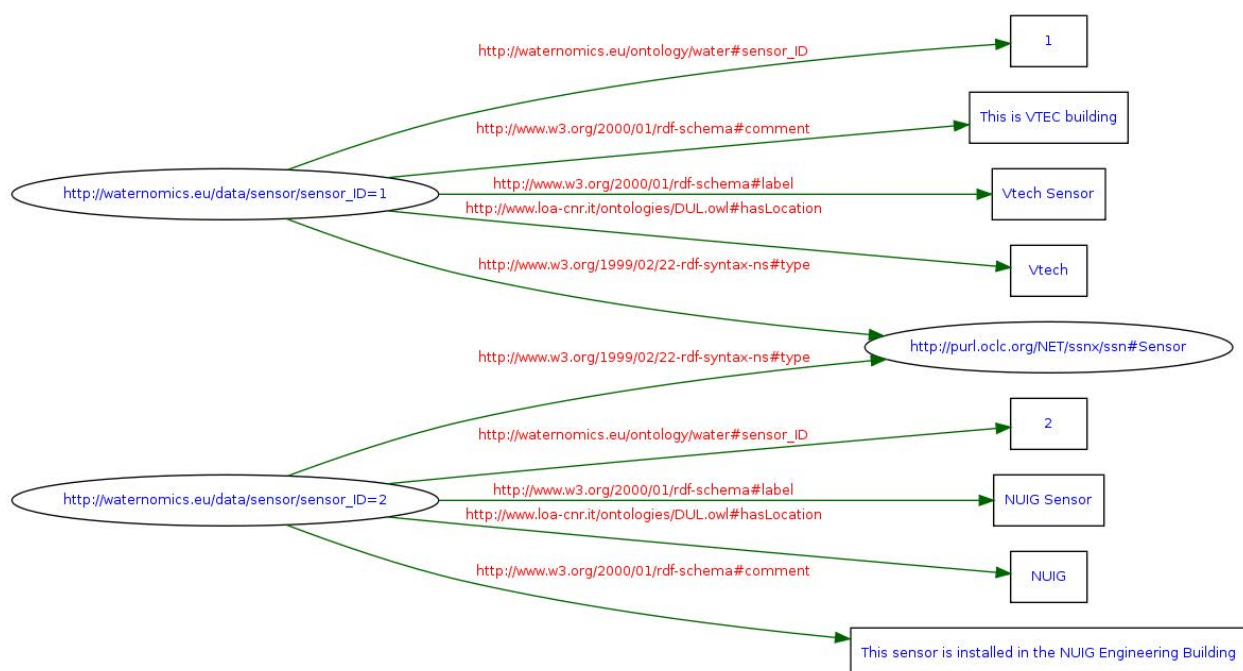 http://waternomics.eu/ontology/water#sensor_ID
1
http://www.w3.org/2000/01/rdf-schema#comment
This is VTEC building
http://waternomics.eu/data/sensor/sensor_ID=1
http://www.w3.org/2000/01/rdf-schema#label
Vtech Sensor
http://www.loa-cnr.it/ontologies/DUL.owl#hasLocation
Vtech
http://www.w3.org/1999/02/22-rdf-syntax-ns#type
http://purl.oclc.org/NET/ssnx/ssn#Sensor
http://www.w3.org/1999/02/22-rdf-syntax-ns#type
http://waternomics.eu/ontology/water#sensor_ID
2
http://waternomics.eu/data/sensor/sensor_ID=2
http://www.w3.org/2000/01/rdf-schema#label
NUIG Sensor
http://www.loa-cnr.it/ontologies/DUL.owl#hasLocation
NUIG
http://www.w3.org/2000/01/rdf-schema#comment
This sensor is installed in the NUIG Engineering Building